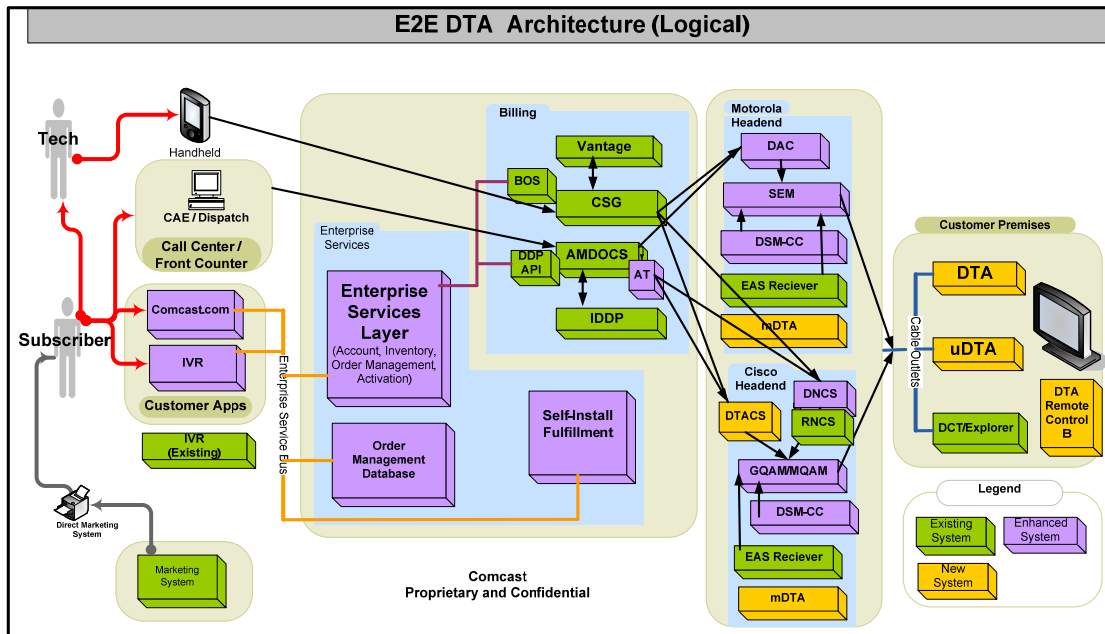 E2E DTA Architecture (Logical)
Tech
Handheld
CAE / Dispatch
Call Center /
Front Counter
Subscriber
Comcast.com
IVR
Customer Apps
IVR
(Existing)
Direct Marketing
System
Marketing
System
Enterprise Service Bus
Enterprise
Services
Enterprise
Services
Layer
(Account, Inventory,
Order Management,
Activation)
Order
Management
Database
Self-Install
Fulfillment
Billing
Vantage
BOS
CSG
DDP
API
AMDOCS
AT
IDDP
Comcast
Proprietary and Confidential
Motorola
Headend
DAC
SEM
DSM-CC
EAS Reciever
mDTA
Cisco
Headend
DNCS
DTACS
RNCS
GQAM/MQAM
DSM-CC
EAS Reciever
mDTA
Customer Premises
Cable Outlets
DTA
uDTA
DCT/Explorer
DTA
Remote
Control
B
Legend
Existing
System
Enhanced
System
New
System